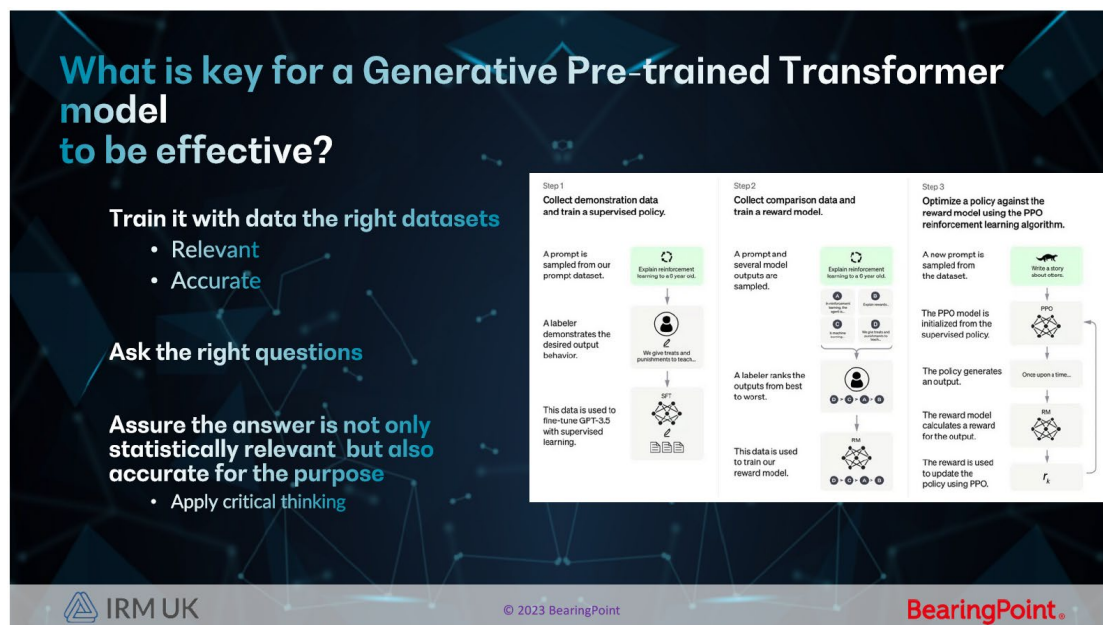 What is key for a Generative Pre-trained Transformer
model
to be effective?
Train it with data the right datasets
• Relevant
• Accurate
Ask the right questions
Assure the answer is not only
statistically relevant but also
accurate for the purpose
• Apply critical thinking
Step 1
Collect demonstration data
and train a supervised policy.
A prompt is
sampled from our
prompt dataset.
Explain reinforcement
learning to a 6 year old.
A labeler
demonstrates the
desired output
behavior.
We give treats and
punishments to teach...
This data is used to
fine-tune GPT-3.5
with supervised
learning.
SFT
Step 2
Collect comparison data and
train a reward model.
A prompt and
several model
outputs are
sampled.
Explain reinforcement
learning to a 6 year old.
A
B
Explain rewards...
C
D
A labeler ranks the
outputs from best
to worst.
D > C > A > B
This data is used
to train our
reward model.
RM
D > C > A > B
Step 3
Optimize a policy against the
reward model using the PPO
reinforcement learning algorithm.
A new prompt is
sampled from
the dataset.
Write a story
about otters.
The PPO model is
initialized from the
supervised policy.
PPO
The policy generates
an output.
Once upon a time...
The reward model
calculates a reward
for the output.
RM
The reward is used
to update the
policy using PPO.
rk
IRM UK
© 2023 BearingPoint
BearingPoint®